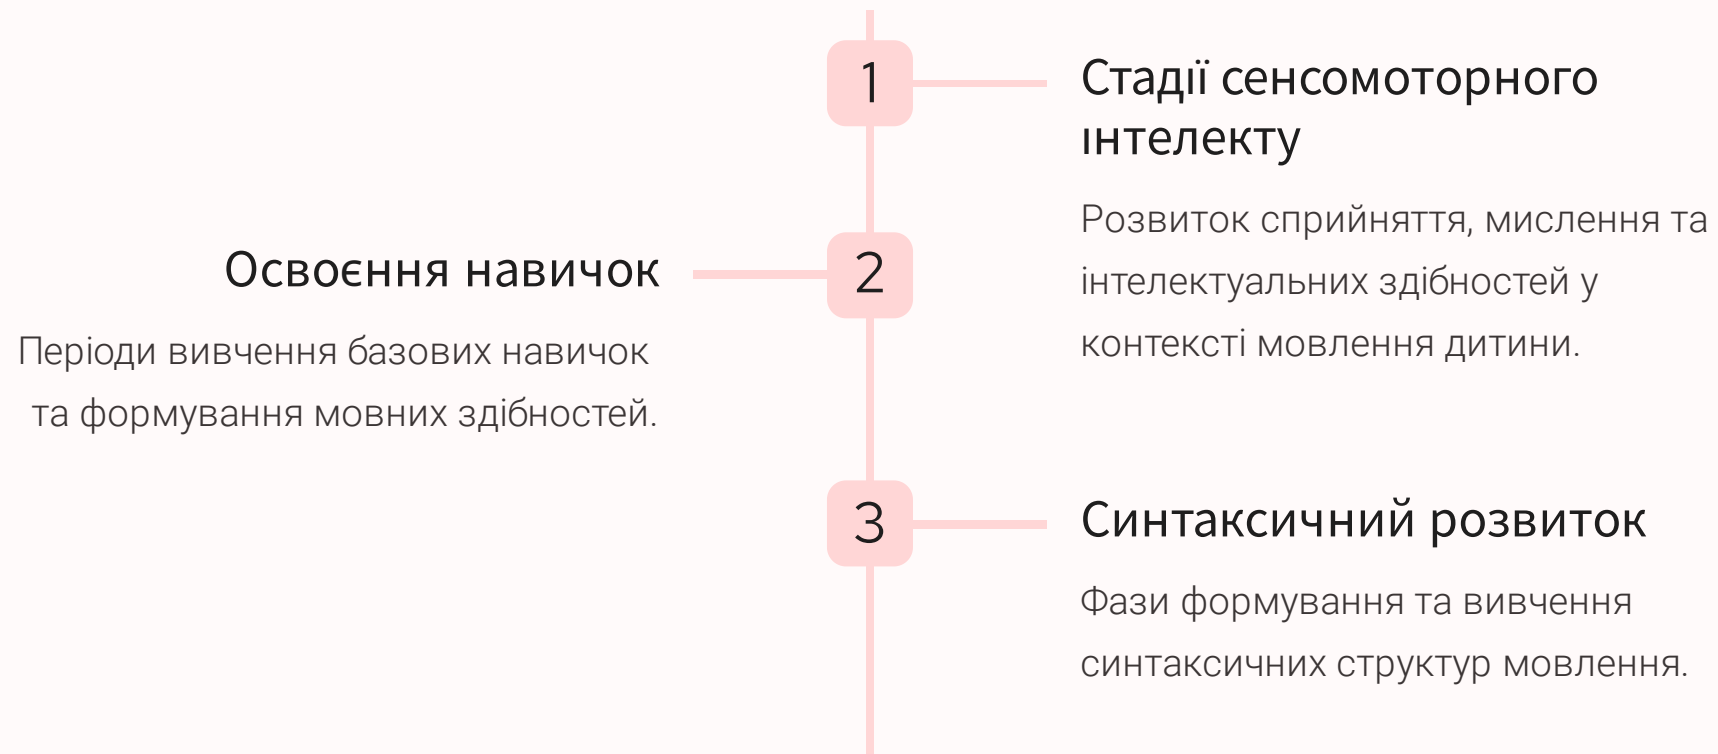 1
Стадії сенсомоторного
інтелекту
Розвиток сприйняття, мислення та
інтелектуальних здібностей у
контексті мовлення дитини.
2
Освоєння навичок
Періоди вивчення базових навичок
та формування мовних здібностей.
3
Синтаксичний розвиток
Фази формування та вивчення
синтаксичних структур мовлення.